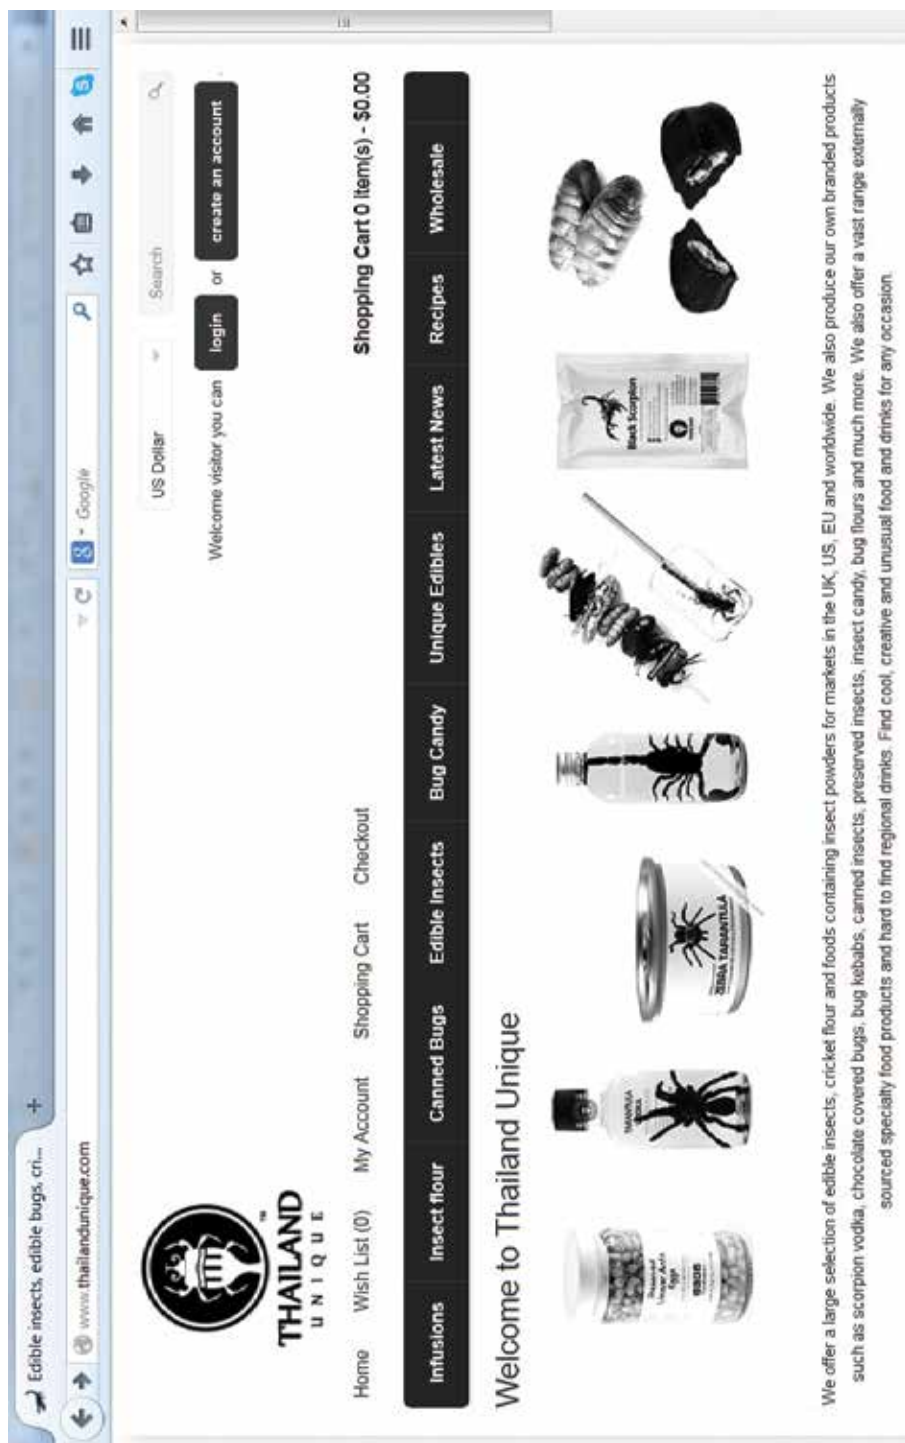 Edible insects, edible bugs, cri...
+
www.thailandunique.com
8 Google
US Dollar
Search
Welcome visitor you can login or create an account .
THAILAND
UNIQUE
TM
Home Wish List (0) My Account Shopping Cart Checkout
Shopping Cart 0 item(s) - $0.00
Infusions Insect flour Canned Bugs Edible Insects Bug Candy Unique Edibles Latest News Recipes Wholesale
Welcome to Thailand Unique
Preserved
Weaver Ants
Eggs
TARANTULA
VODKA
ZEBRA TARANTULA
Black Scorpion
We offer a large selection of edible insects, cricket flour and foods containing insect powders for markets in the UK, US, EU and worldwide. We also produce our own branded products
such as scorpion vodka, chocolate covered bugs, bug kebabs, canned insects, preserved insects, insect candy, bug flours and much more. We also offer a vast range externally
sourced specialty food products and hard to find regional drinks. Find cool, creative and unusual food and drinks for any occasion.